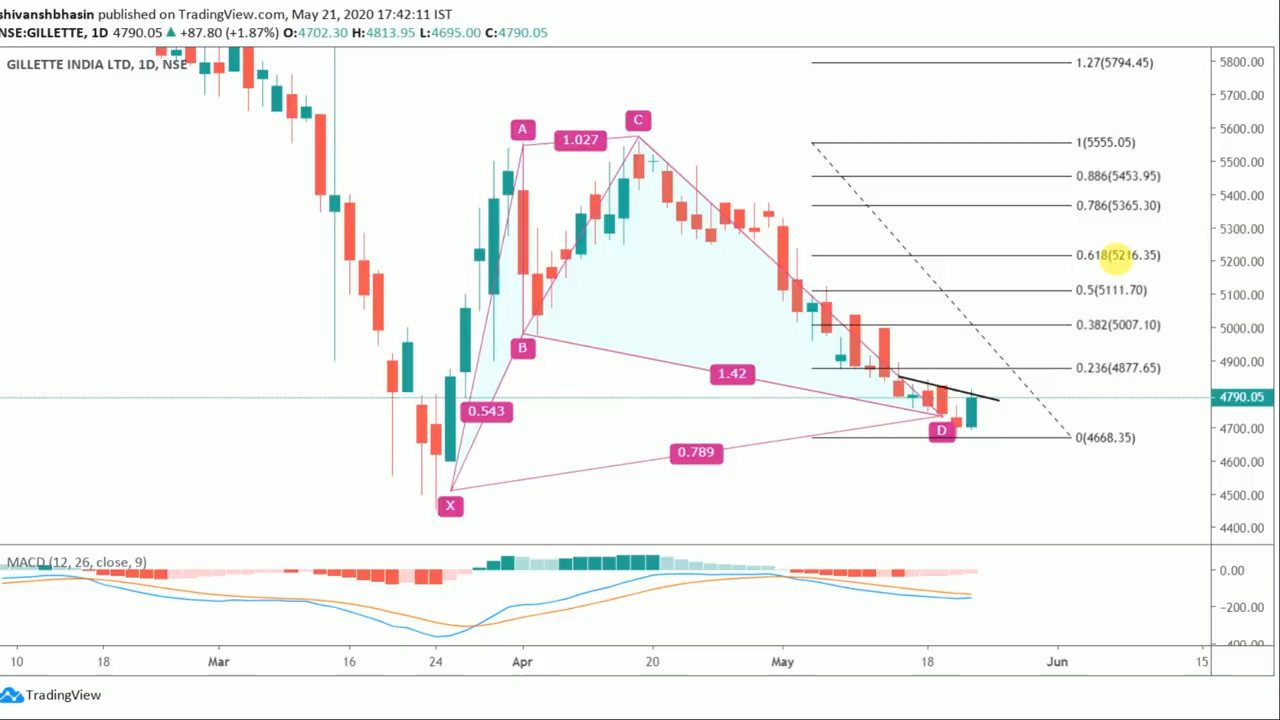 shivanshbhasin published on TradingView.com, May 21, 2020 17:42:11 IST
NSE:GILLETTE, 1D 4790.05 ▲ +87.80 (+1.87%) O:4702.30 H:4813.95 L:4695.00 C:4790.05
GILLETTE INDIA LTD, 1D, NSE
1.27(5794.45)
1(5555.05)
0.886(5453.95)
0.786(5365.30)
0.618(5216.35)
0.5(5111.70)
0.382(5007.10)
0.236(4877.65)
0(4668.35)
A
1.027
C
B
1.42
0.543
D
0.789
X
5800.00
5700.00
5600.00
5500.00
5400.00
5300.00
5200.00
5100.00
5000.00
4900.00
4790.05
4700.00
4600.00
4500.00
4400.00
MACD (12, 26, close, 9)
0.00
−200.00
−400.00
10 18 Mar 16 24 Apr 20 May 18 Jun 15
TradingView